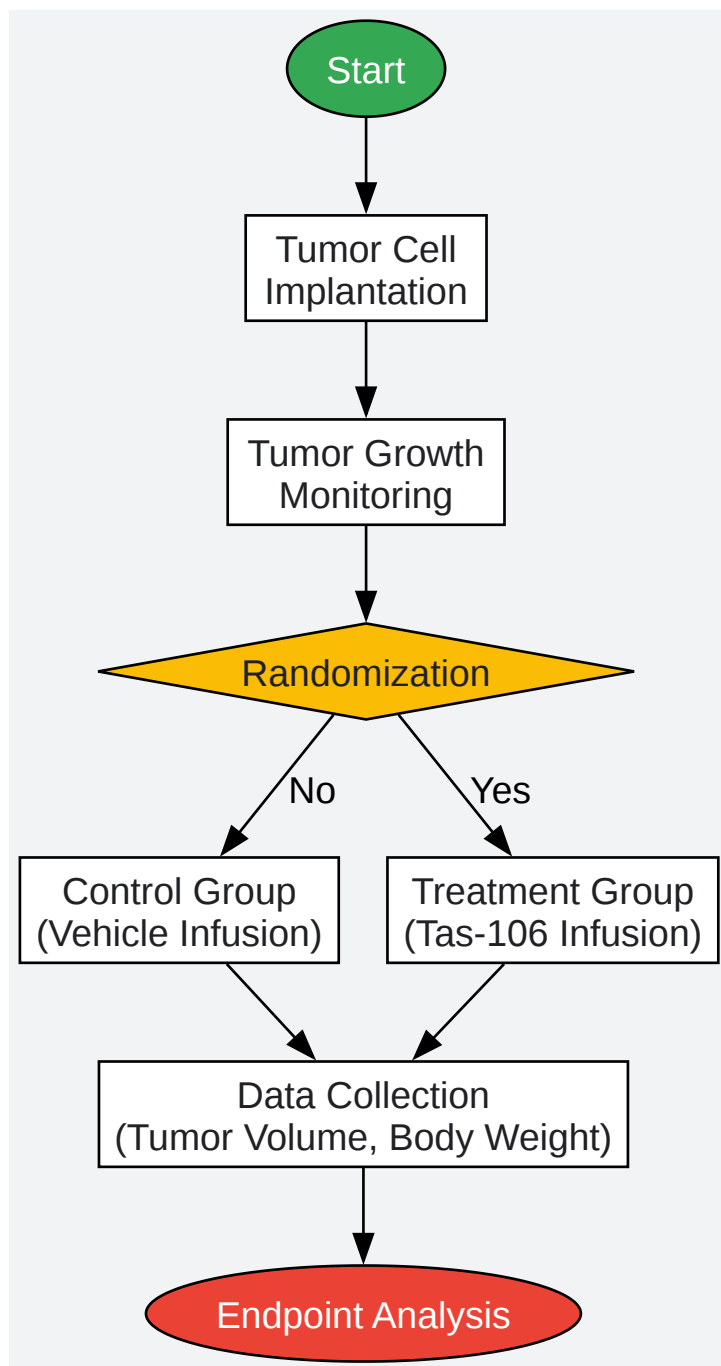 Start
Tumor Cell
Implantation
Tumor Growth
Monitoring
Randomization
No
Yes
Control Group
(Vehicle Infusion)
Treatment Group
(Tas-106 Infusion)
Data Collection
(Tumor Volume, Body Weight)
Endpoint Analysis